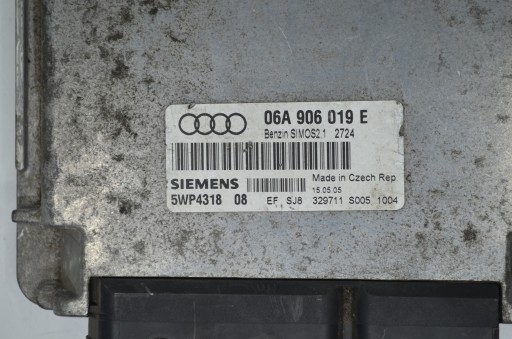 06A 906 019 E
Benzin SIMOS2.1 2724
SIEMENS
Made in Czech Rep
15.05.05
5WP4318 08
EF SJ8 329711 S005 1004